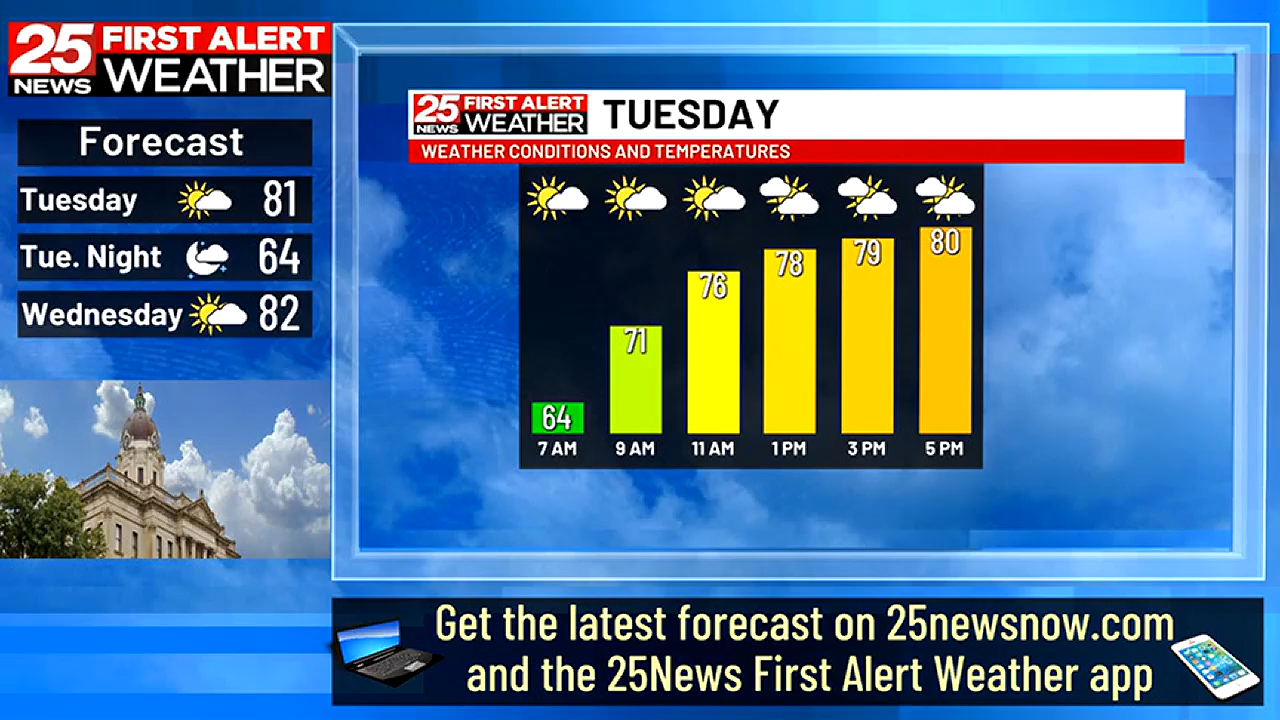 25 NEWS FIRST ALERT WEATHER
Forecast
Tuesday 81
Tue. Night 64
Wednesday 82
25 NEWS FIRST ALERT WEATHER TUESDAY
WEATHER CONDITIONS AND TEMPERATURES
64 71 76 78 79 80
7 AM 9 AM 11 AM 1 PM 3 PM 5 PM
Get the latest forecast on 25newsnow.com
and the 25News First Alert Weather app